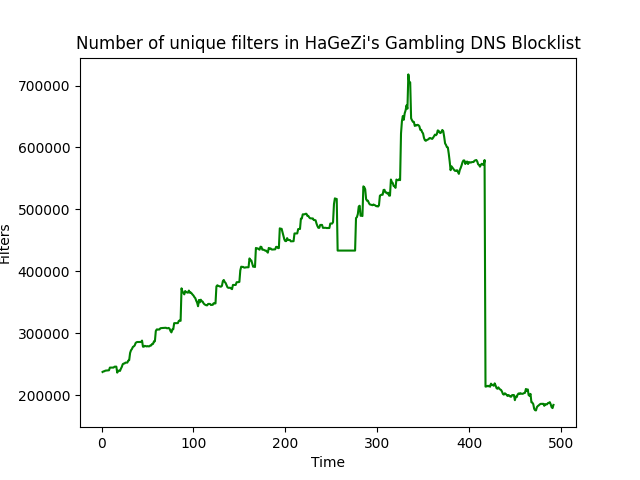 Number of unique filters in HaGeZi's Gambling DNS Blocklist
700000
600000
500000
400000
300000
200000
Filters
0 100 200 300 400 500
Time